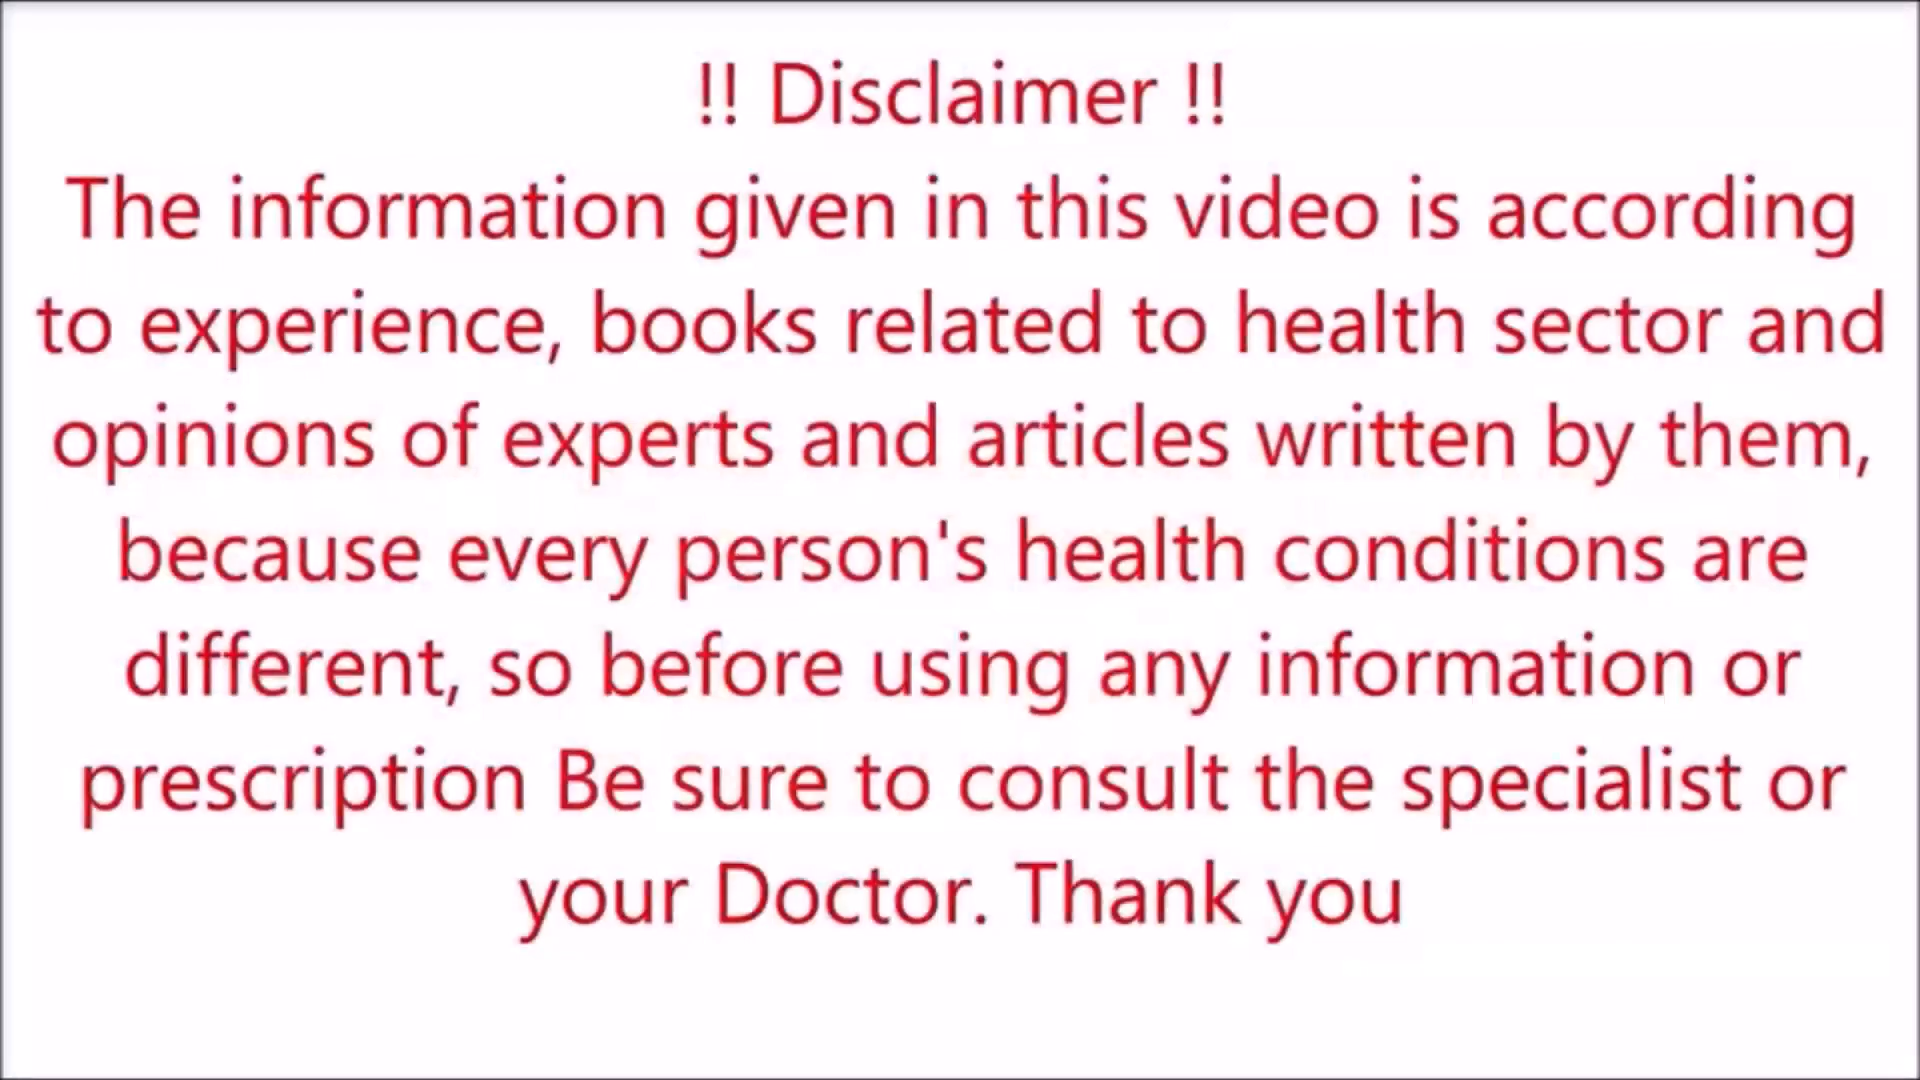 !! Disclaimer !!
The information given in this video is according
to experience, books related to health sector and
opinions of experts and articles written by them,
because every person's health conditions are
different, so before using any information or
prescription Be sure to consult the specialist or
your Doctor. Thank you